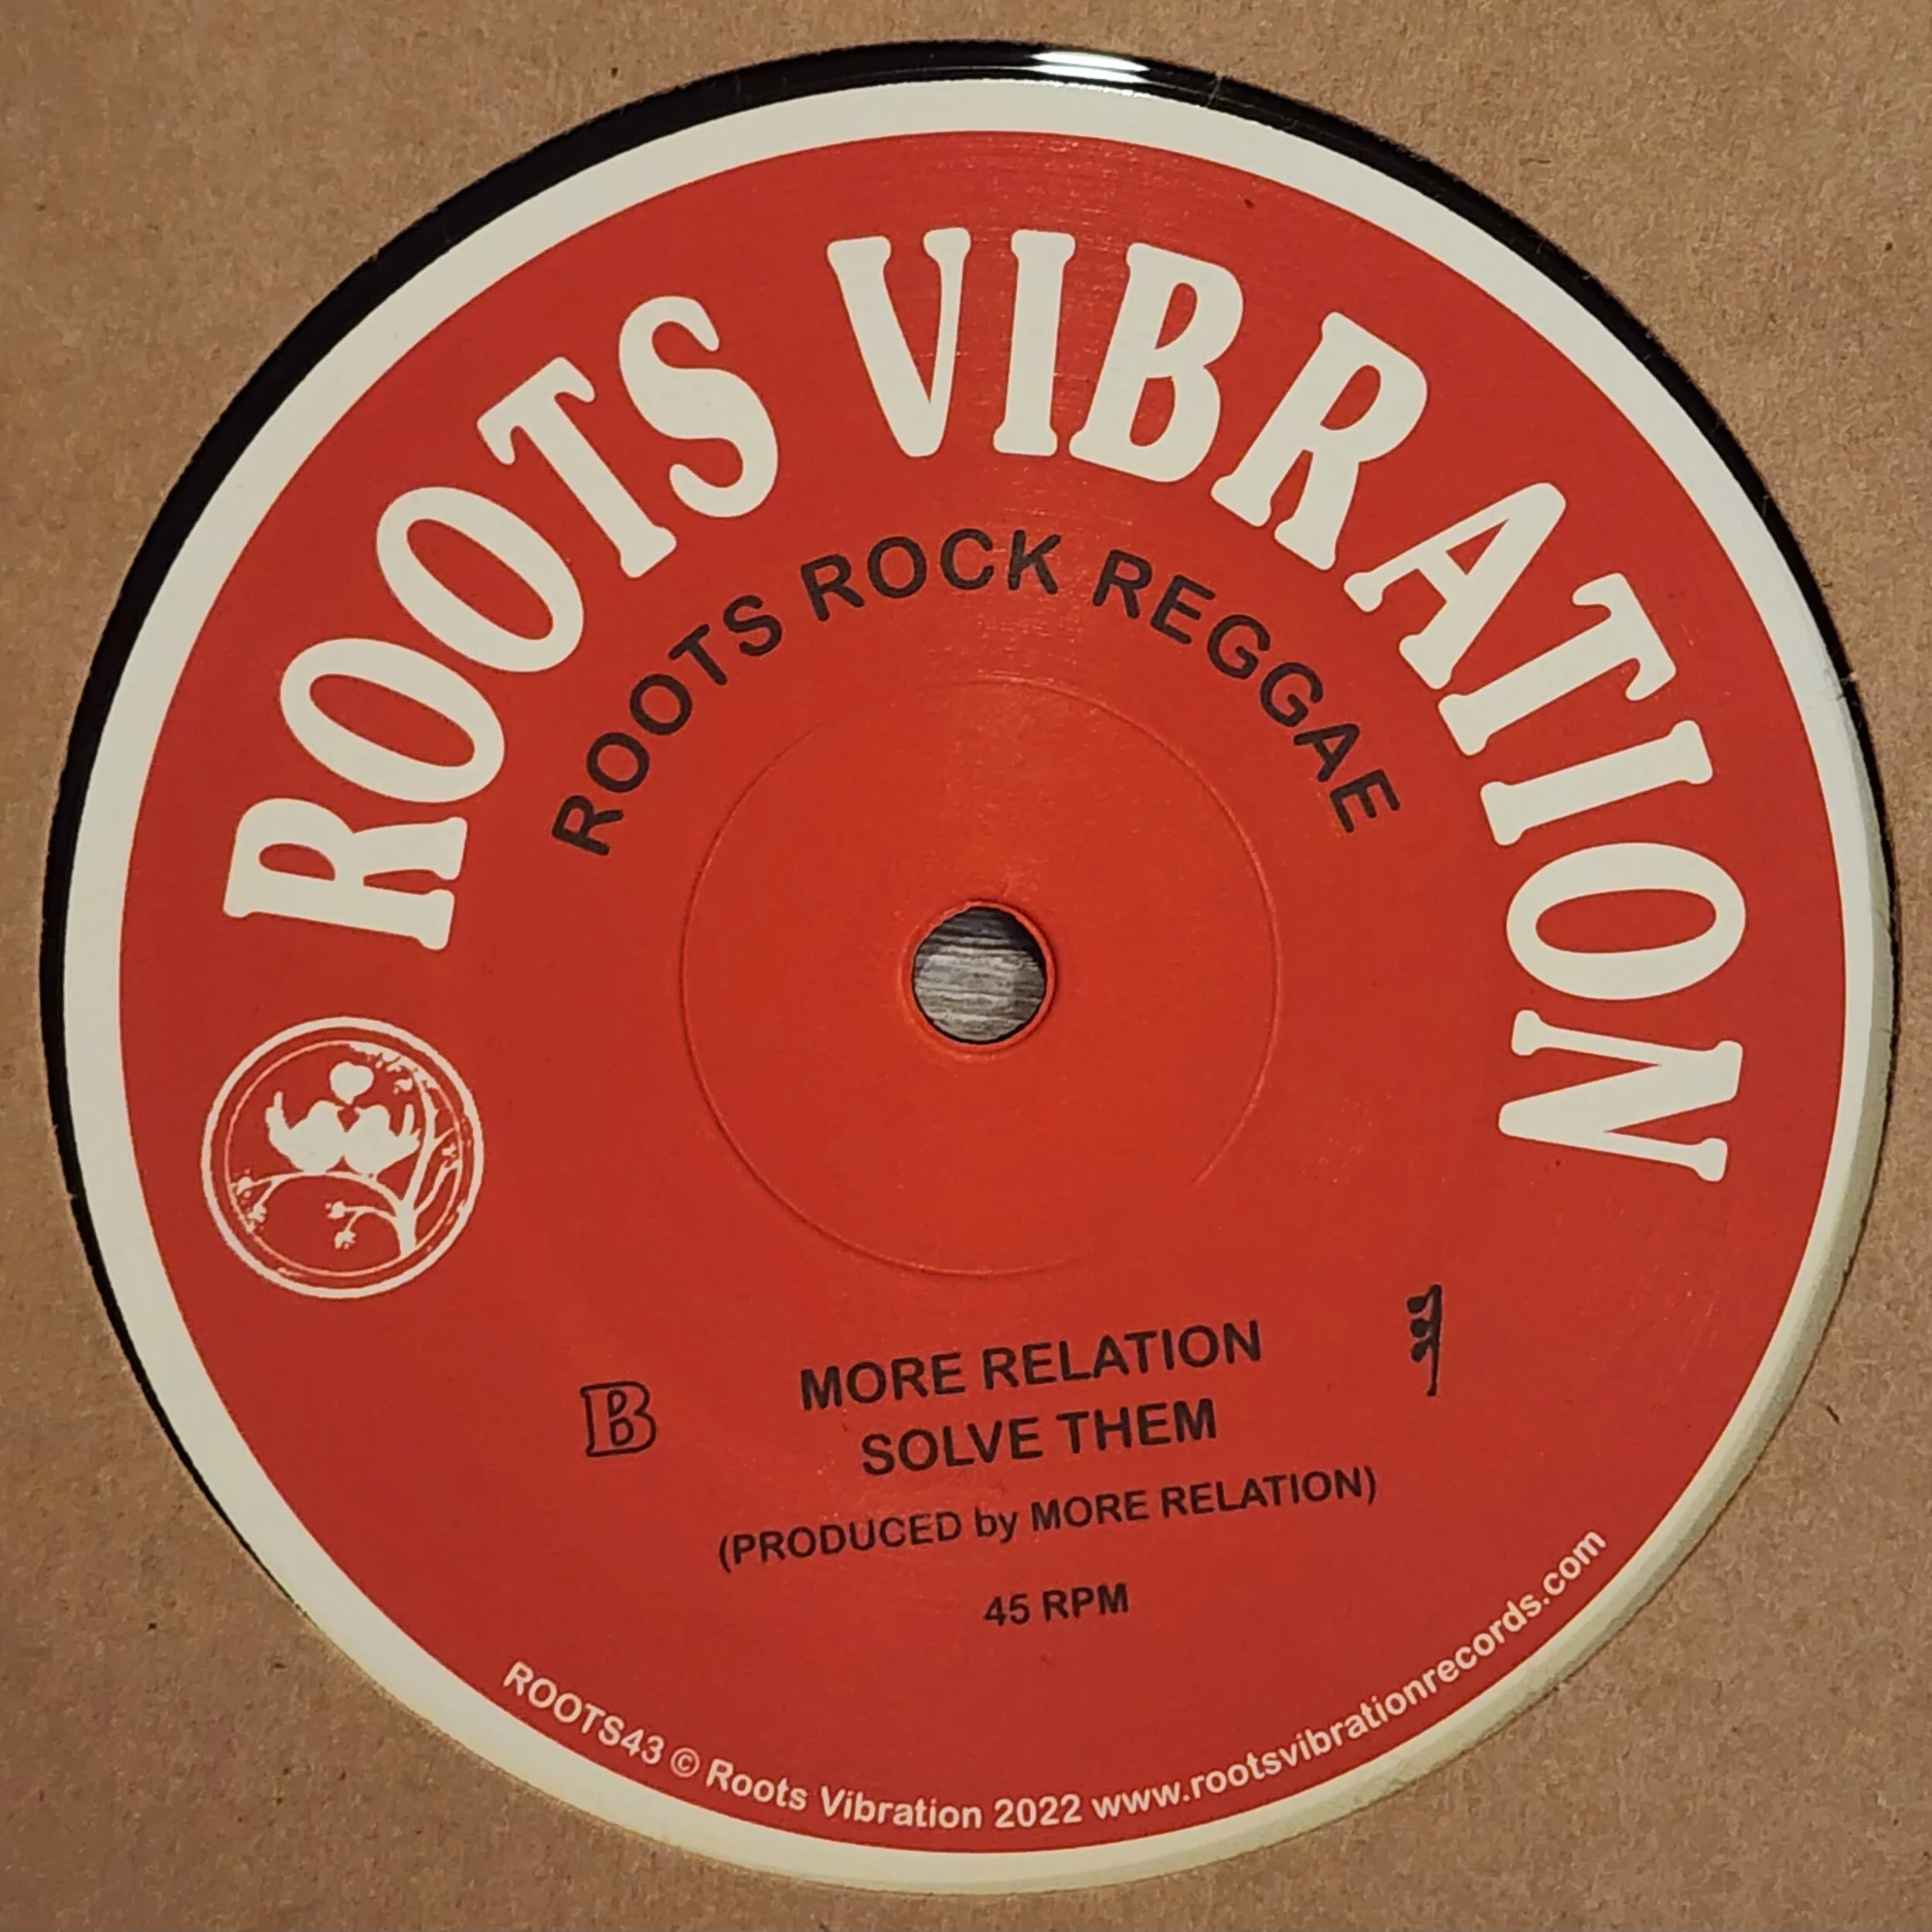 ROOTS VIBRATION
ROOTS ROCK REGGAE
B
MORE RELATION
SOLVE THEM
(PRODUCED by MORE RELATION)
45 RPM
ROOTS43 © Roots Vibration 2022 www.rootsvibrationrecords.com